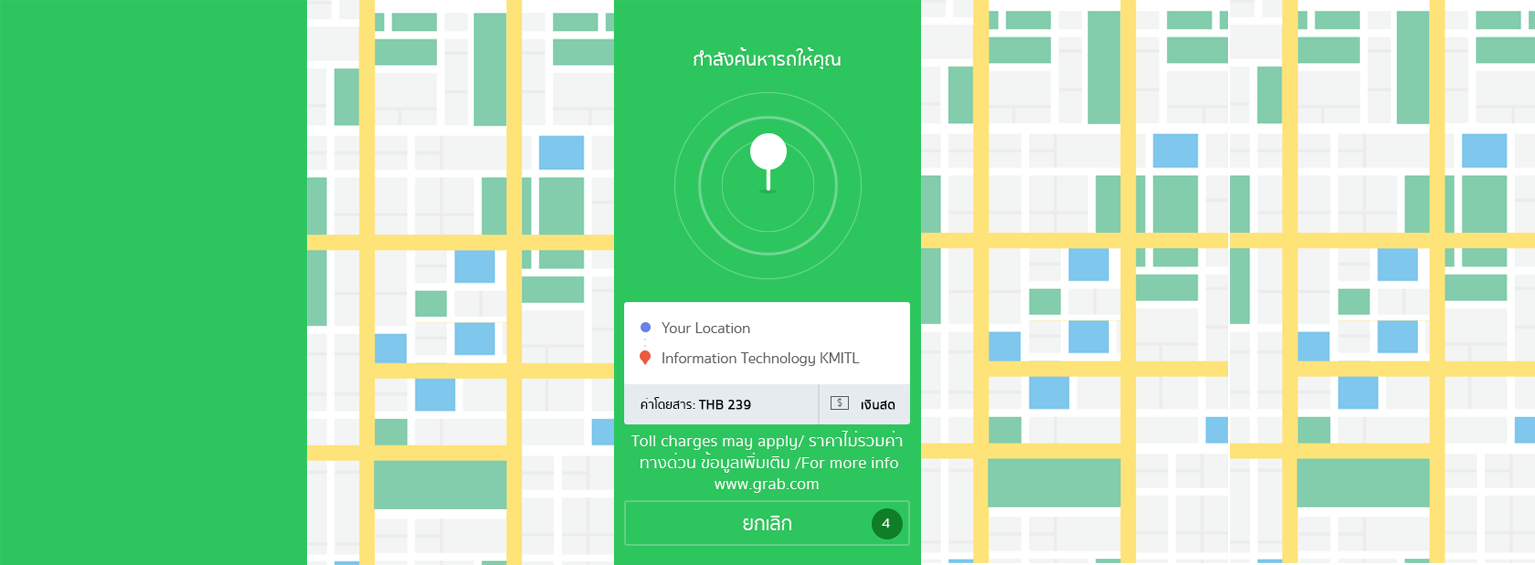 กำลังค้นหารถให้คุณ
Your Location
Information Technology KMITL
ค่าโดยสาร: THB 239
$ เงินสด
Toll charges may apply/ ราคาไม่รวมค่า
ทางด่วน ข้อมูลเพิ่มเติม /For more info
www.grab.com
ยกเลิก 4